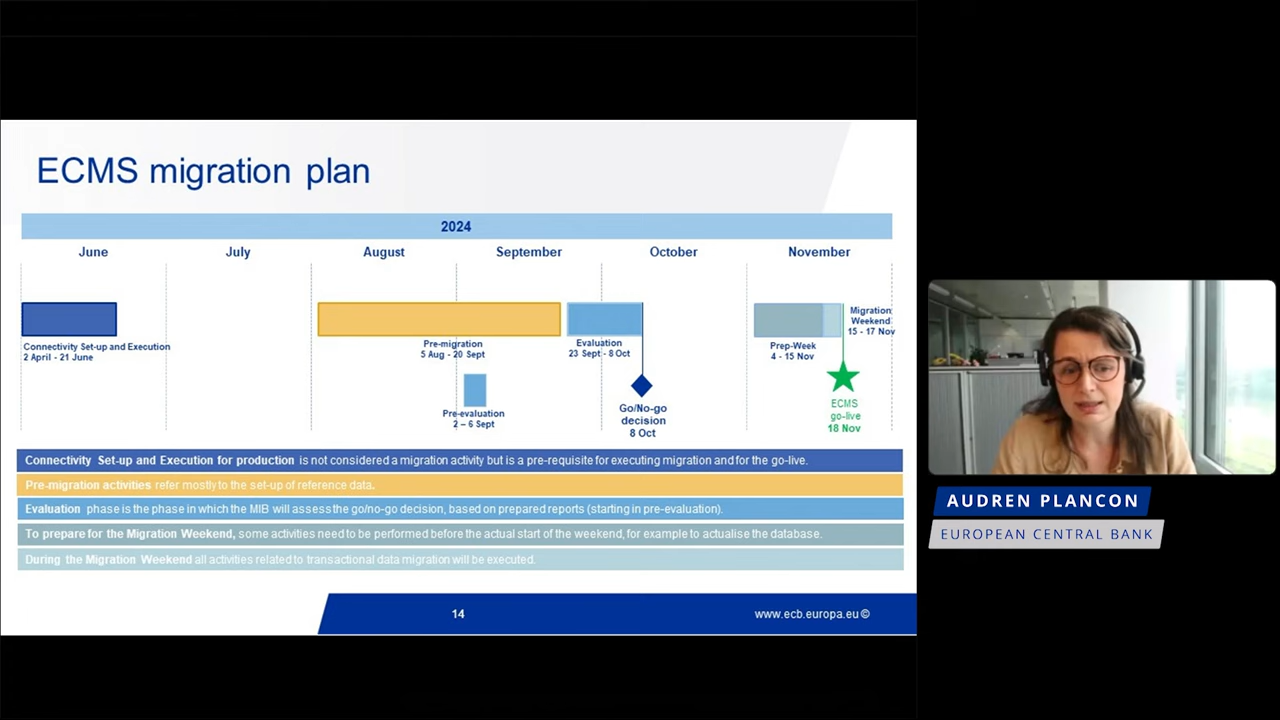 ECMS migration plan
2024
June July August September October November
Connectivity Set-up and Execution
2 April - 21 June
Pre-migration
5 Aug - 20 Sept
Pre-evaluation
2 – 6 Sept
Evaluation
23 Sept - 8 Oct
Go/No-go
decision
8 Oct
Prep-Week
4 - 15 Nov
Migration
Weekend
15 - 17 Nov
ECMS
go-live
18 Nov
Connectivity Set-up and Execution for production is not considered a migration activity but is a pre-requisite for executing migration and for the go-live.
Pre-migration activities refer mostly to the set-up of reference data.
Evaluation phase is the phase in which the MIB will assess the go/no-go decision, based on prepared reports (starting in pre-evaluation).
To prepare for the Migration Weekend, some activities need to be performed before the actual start of the weekend, for example to actualise the database.
During the Migration Weekend all activities related to transactional data migration will be executed.
14
www.ecb.europa.eu ©
AUDREN PLANCON
EUROPEAN CENTRAL BANK